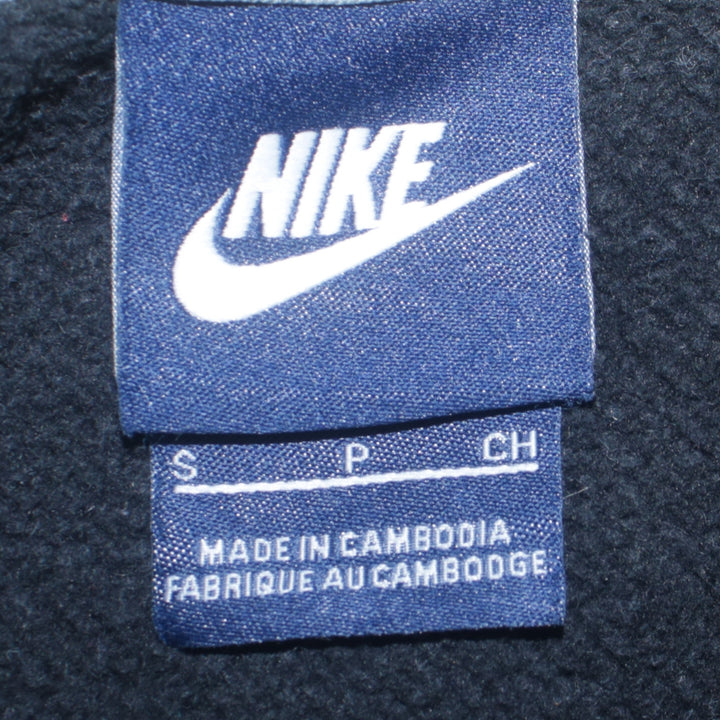 NIKE
S P CH
MADE IN CAMBODIA
FABRIQUE AU CAMBODGE